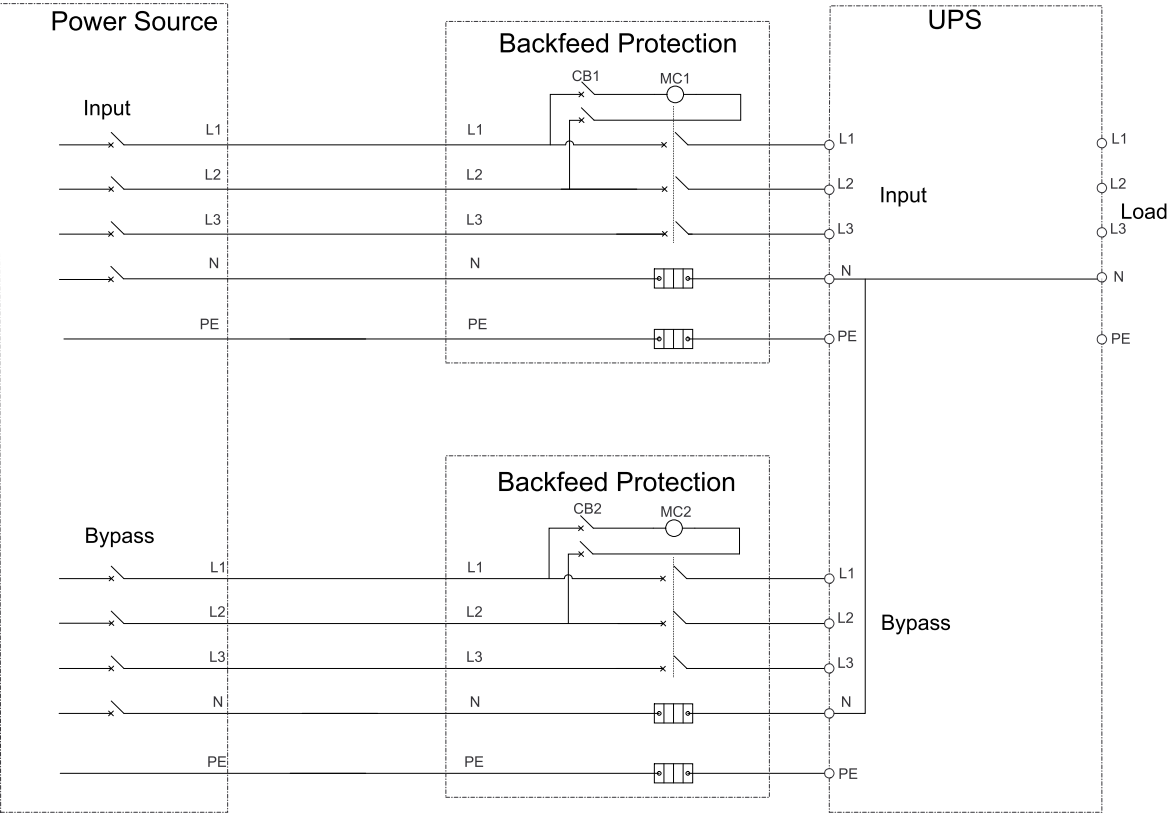 Power Source
Backfeed Protection
UPS
CB1
MC1
Input
L1
L1
L1
L1
L2
L2
L2
L2
Input
Load
L3
L3
L3
L3
N
N
N
N
PE
PE
PE
PE
Backfeed Protection
CB2
MC2
Bypass
L1
L1
L1
L2
L2
L2
Bypass
L3
L3
L3
N
N
N
PE
PE
PE